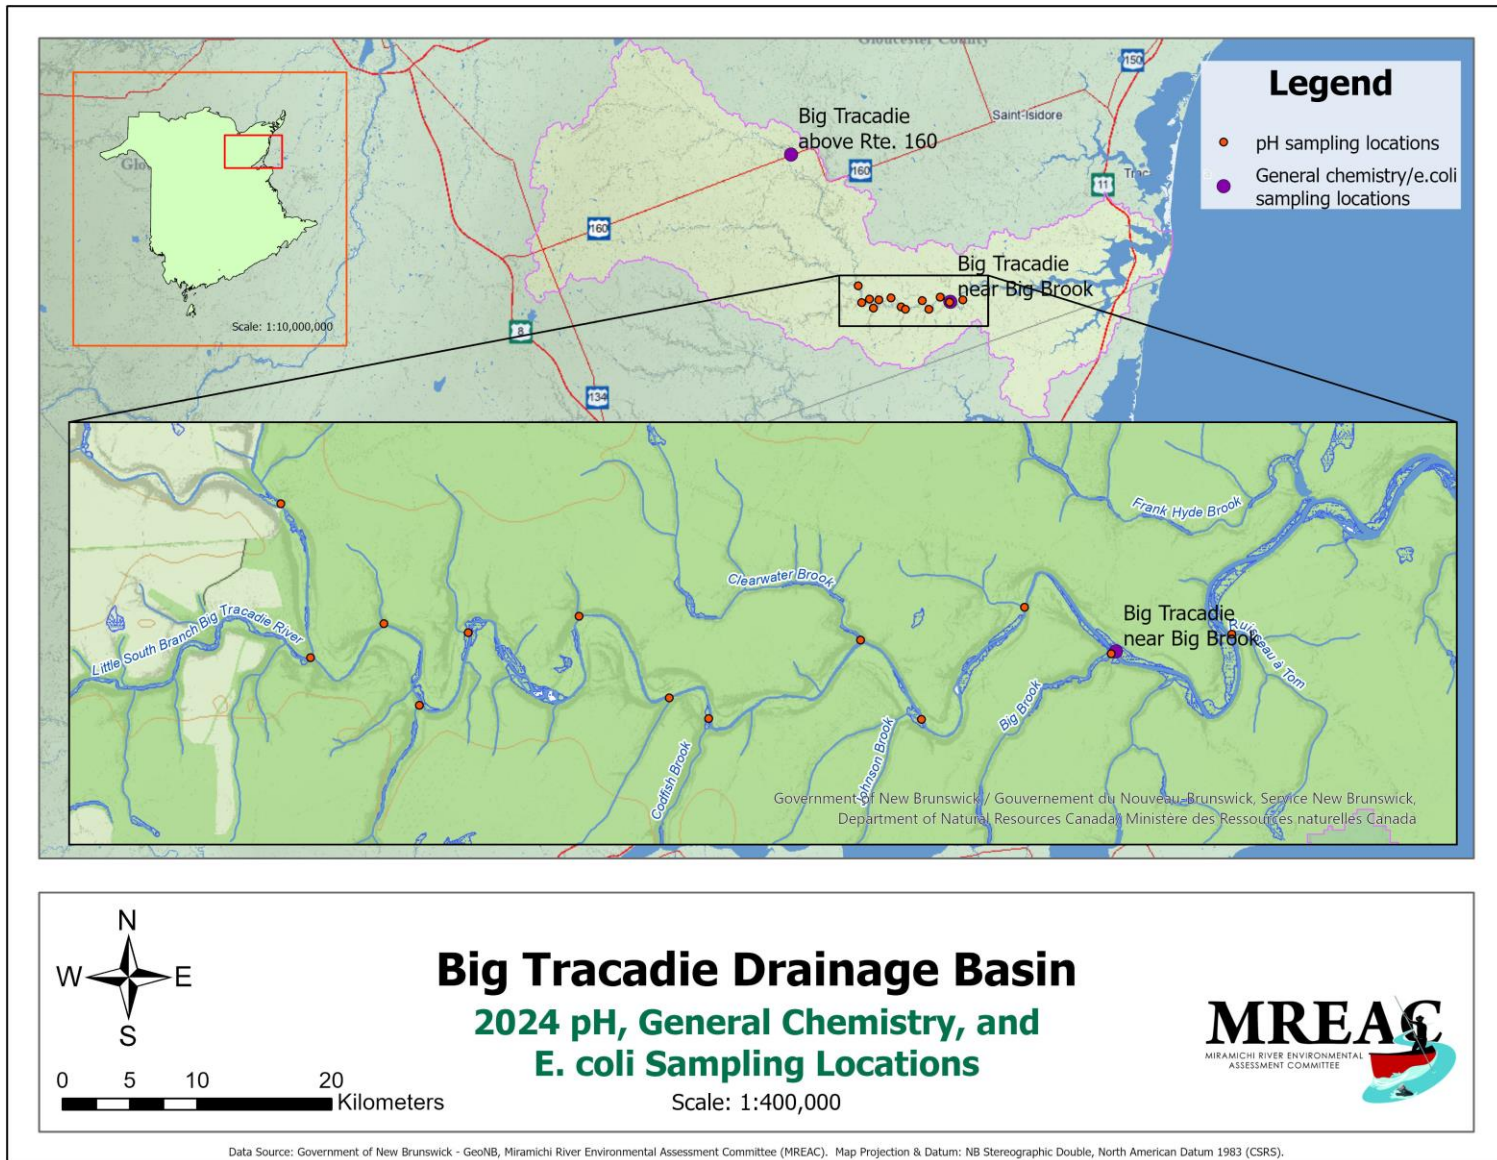 Gloucester County
150
Legend
pH sampling locations
General chemistry/e.coli
sampling locations
Big Tracadie
above Rte. 160
Saint-Isidore
160
11
160
Scale: 1:10,000,000
Big Tracadie
near Big Brook
8
134
Frank Hyde Brook
Clearwater Brook
Little South Branch Big Tracadie River
Big Tracadie
near Big Brook
Ruisseau à Tom
Big Brook
Johnson Brook
Codfish Brook
Government of New Brunswick / Gouvernement du Nouveau-Brunswick, Service New Brunswick,
Department of Natural Resources Canada/ Ministère des Ressources naturelles Canada
N
W E
S
0 5 10 20
Kilometers
Big Tracadie Drainage Basin
2024 pH, General Chemistry, and
E. coli Sampling Locations
Scale: 1:400,000
MREAC
MIRAMICHI RIVER ENVIRONMENTAL
ASSESSMENT COMMITTEE
Data Source: Government of New Brunswick - GeoNB, Miramichi River Environmental Assessment Committee (MREAC). Map Projection & Datum: NB Stereographic Double, North American Datum 1983 (CSRS).